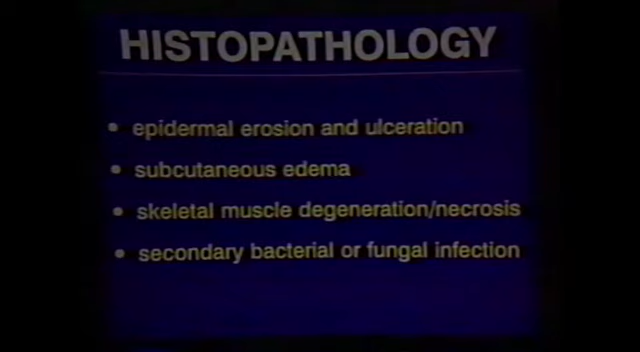 HISTOPATHOLOGY
• epidermal erosion and ulceration
• subcutaneous edema
• skeletal muscle degeneration/necrosis
• secondary bacterial or fungal infection